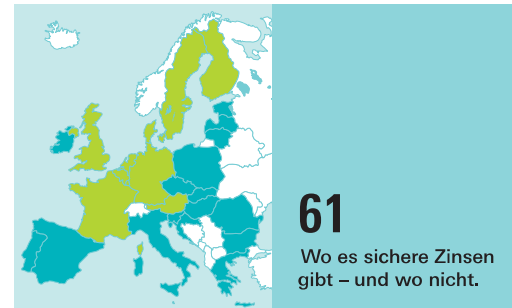 61
Wo es sichere Zinsen
gibt – und wo nicht.